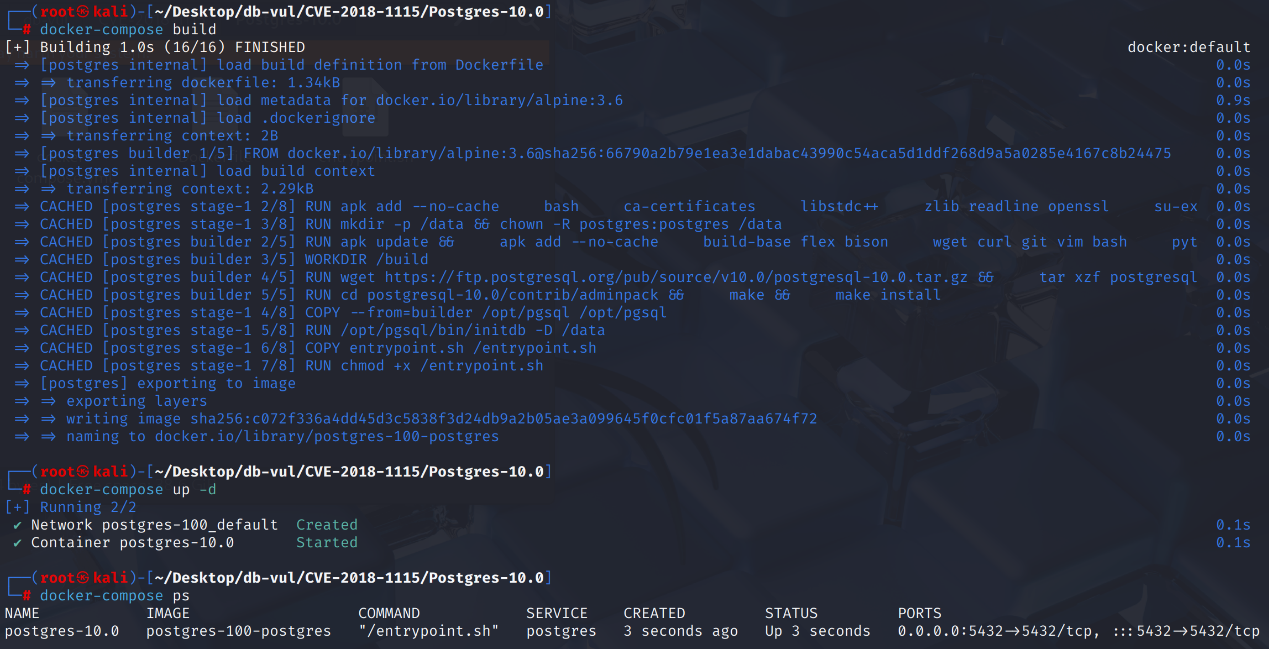 ┌──(root㉿kali)-[~/Desktop/db-vul/CVE-2018-1115/Postgres-10.0]
└─# docker-compose build
[+] Building 1.0s (16/16) FINISHED docker:default
⇒ [postgres internal] load build definition from Dockerfile 0.0s
⇒ ⇒ transferring dockerfile: 1.34kB 0.0s
⇒ [postgres internal] load metadata for docker.io/library/alpine:3.6 0.9s
⇒ [postgres internal] load .dockerignore 0.0s
⇒ ⇒ transferring context: 2B 0.0s
⇒ [postgres builder 1/5] FROM docker.io/library/alpine:3.6@sha256:66790a2b79e1ea3e1dabac43990c54aca5d1ddf268d9a5a0285e4167c8b24475 0.0s
⇒ [postgres internal] load build context 0.0s
⇒ ⇒ transferring context: 2.29kB 0.0s
⇒ CACHED [postgres stage-1 2/8] RUN apk add --no-cache bash ca-certificates libstdc++ zlib readline openssl su-ex 0.0s
⇒ CACHED [postgres stage-1 3/8] RUN mkdir -p /data && chown -R postgres:postgres /data 0.0s
⇒ CACHED [postgres builder 2/5] RUN apk update && apk add --no-cache build-base flex bison wget curl git vim bash pyt 0.0s
⇒ CACHED [postgres builder 3/5] WORKDIR /build 0.0s
⇒ CACHED [postgres builder 4/5] RUN wget https://ftp.postgresql.org/pub/source/v10.0/postgresql-10.0.tar.gz && tar xzf postgresql 0.0s
⇒ CACHED [postgres builder 5/5] RUN cd postgresql-10.0/contrib/adminpack && make && make install 0.0s
⇒ CACHED [postgres stage-1 4/8] COPY --from=builder /opt/pgsql /opt/pgsql 0.0s
⇒ CACHED [postgres stage-1 5/8] RUN /opt/pgsql/bin/initdb -D /data 0.0s
⇒ CACHED [postgres stage-1 6/8] COPY entrypoint.sh /entrypoint.sh 0.0s
⇒ CACHED [postgres stage-1 7/8] RUN chmod +x /entrypoint.sh 0.0s
⇒ [postgres] exporting to image 0.0s
⇒ ⇒ exporting layers 0.0s
⇒ ⇒ writing image sha256:c072f336a4dd45d3c5838f3d24db9a2b05ae3a099645f0cfc01f5a87aa674f72 0.0s
⇒ ⇒ naming to docker.io/library/postgres-100-postgres 0.0s
┌──(root㉿kali)-[~/Desktop/db-vul/CVE-2018-1115/Postgres-10.0]
└─# docker-compose up -d
[+] Running 2/2
✔ Network postgres-100_default Created 0.1s
✔ Container postgres-10.0 Started 0.1s
┌──(root㉿kali)-[~/Desktop/db-vul/CVE-2018-1115/Postgres-10.0]
└─# docker-compose ps
NAME IMAGE COMMAND SERVICE CREATED STATUS PORTS
postgres-10.0 postgres-100-postgres "/entrypoint.sh" postgres 3 seconds ago Up 3 seconds 0.0.0.0:5432→5432/tcp, :::5432→5432/tcp